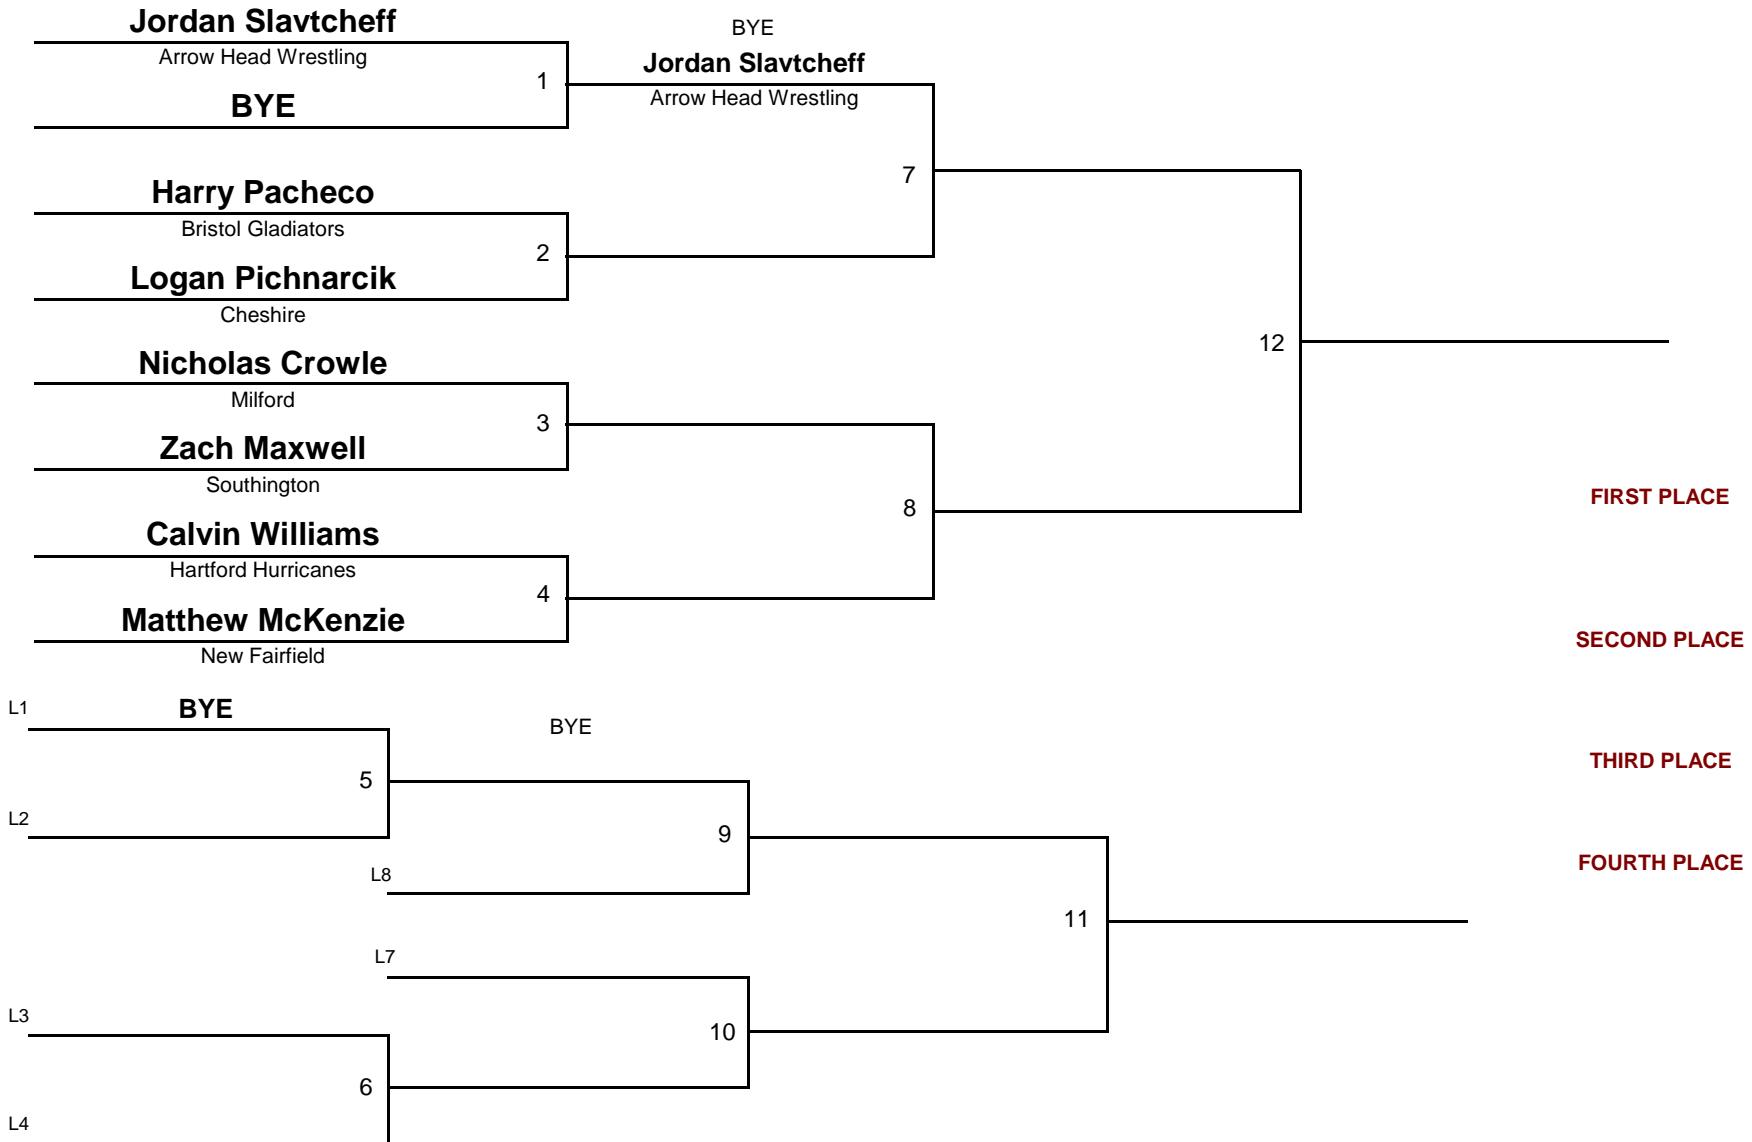 Jordan Slavtcheff
Arrow Head Wrestling
1
BYE
BYE
Jordan Slavtcheff
Arrow Head Wrestling
Harry Pacheco
Bristol Gladiators
2
Logan Pichnarcik
Cheshire
7
Nicholas Crowle
Milford
3
Zach Maxwell
Southington
Calvin Williams
Hartford Hurricanes
4
Matthew McKenzie
New Fairfield
8
12
FIRST PLACE
SECOND PLACE
THIRD PLACE
FOURTH PLACE
L1
BYE
BYE
5
L2
9
L8
11
L7
L3
10
6
L4